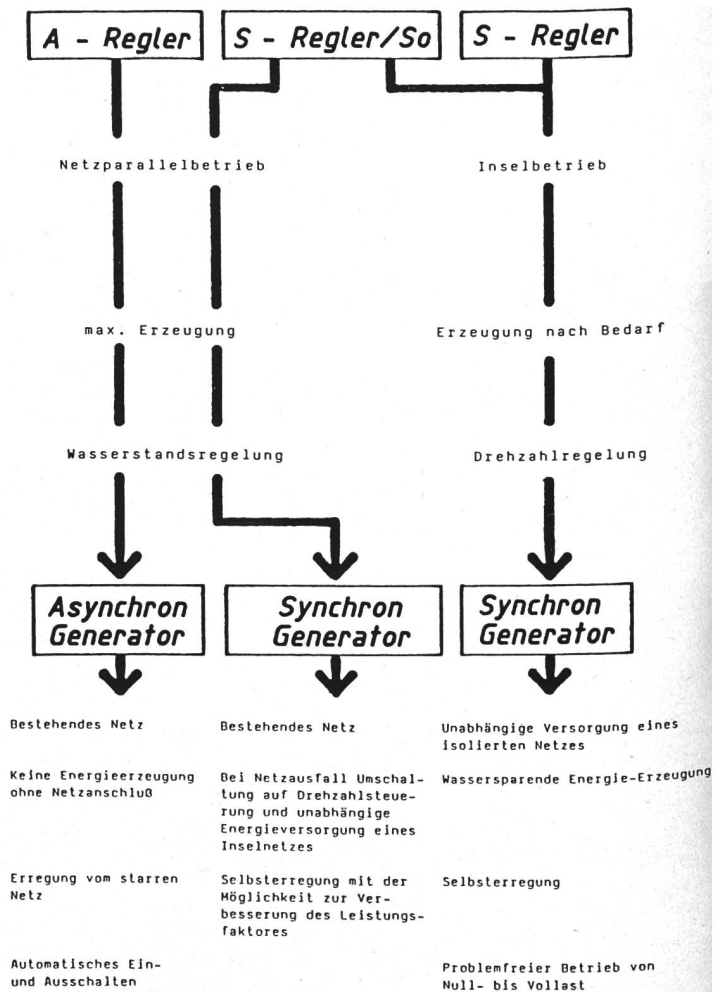 A - Regler
S - Regler/So
S - Regler
Netzparallelbetrieb
Inselbetrieb
max. Erzeugung
Erzeugung nach Bedarf
Wasserstandsregelung
Drehzahlregelung
Asynchron
Generator
Synchron
Generator
Synchron
Generator
Bestehendes Netz
Keine Energieerzeugung
ohne Netzanschluß
Erregung vom starren
Netz
Automatisches Ein-
und Ausschalten
Bestehendes Netz
Bei Netzausfall Umschal-
tung auf Drehzahlsteue-
rung und unabhängige
Energieversorgung eines
Inselnetzes
Selbsterregung mit der
Möglichkeit zur Ver-
besserung des Leistungs-
faktores
Unabhängige Versorgung eines
isolierten Netzes
Wassersparende Energie-Erzeugung
Selbsterregung
Problemfreier Betrieb von
Null- bis Vollast